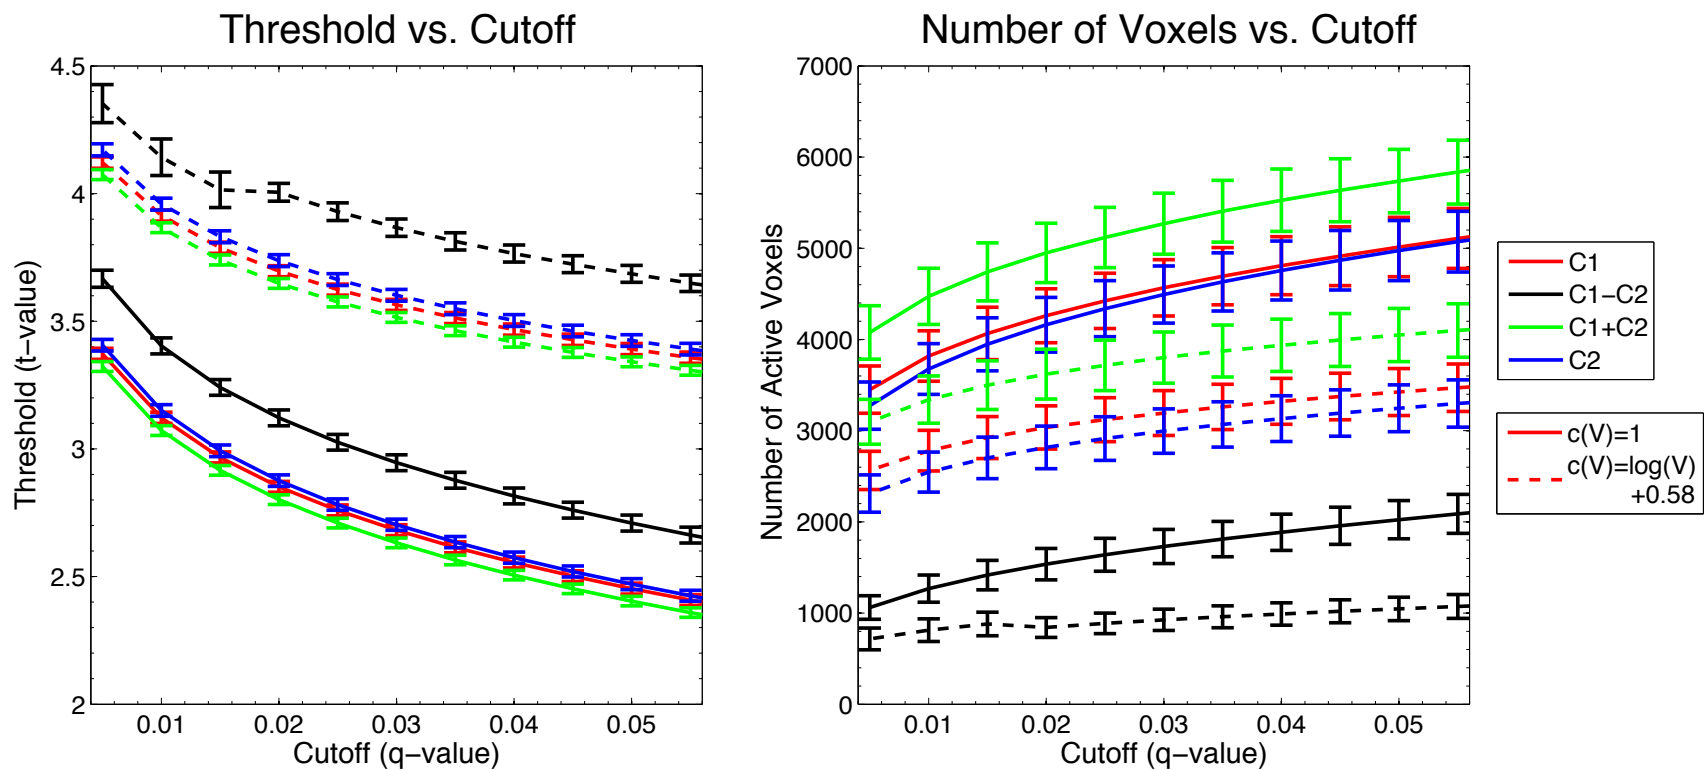 Threshold vs. Cutoff
4.5
4
3.5
3
2.5
2
Threshold (t−value)
0.01 0.02 0.03 0.04 0.05
Cutoff (q−value)
Number of Voxels vs. Cutoff
7000
6000
5000
4000
3000
2000
1000
0
Number of Active Voxels
0.01 0.02 0.03 0.04 0.05
Cutoff (q−value)
C1
C1−C2
C1+C2
C2
c(V)=1
c(V)=log(V)
+0.58